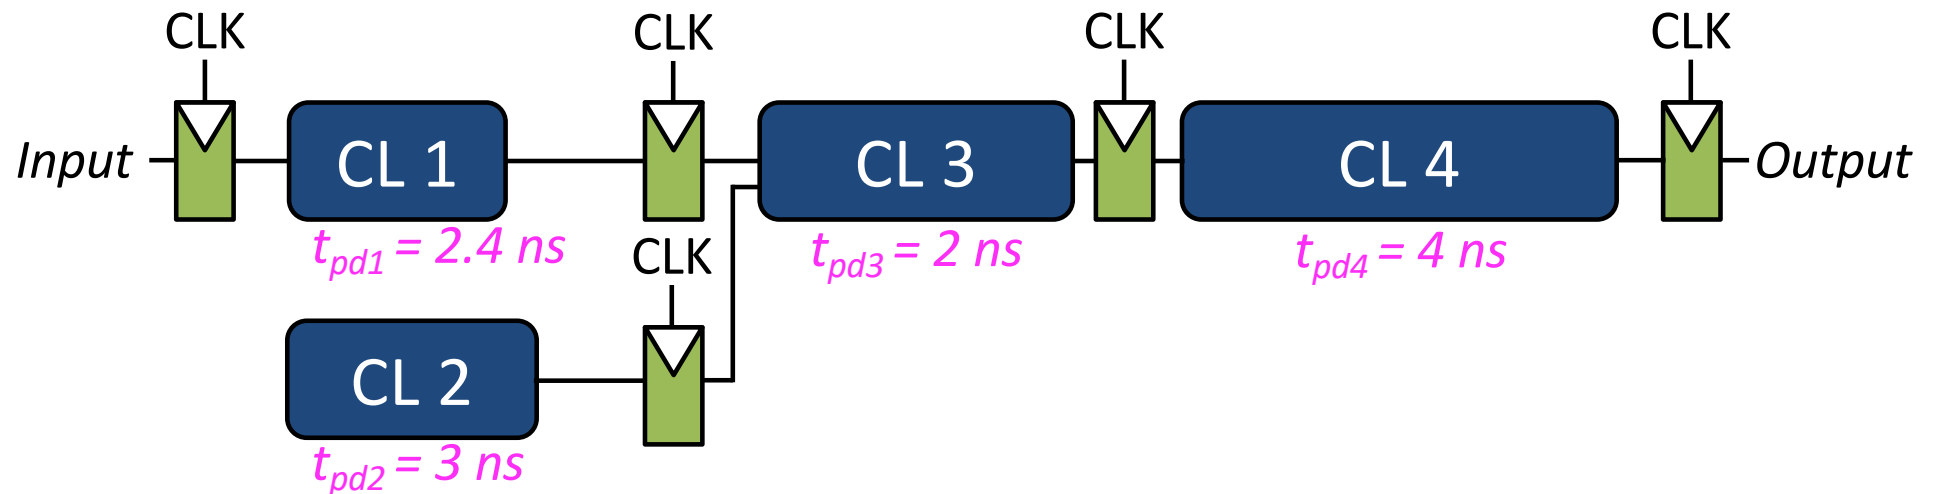 CLK CLK CLK CLK
Input CL 1 CL 3 CL 4 Output
tpd1 = 2.4 ns tpd3 = 2 ns tpd4 = 4 ns
CLK
CL 2
tpd2 = 3 ns